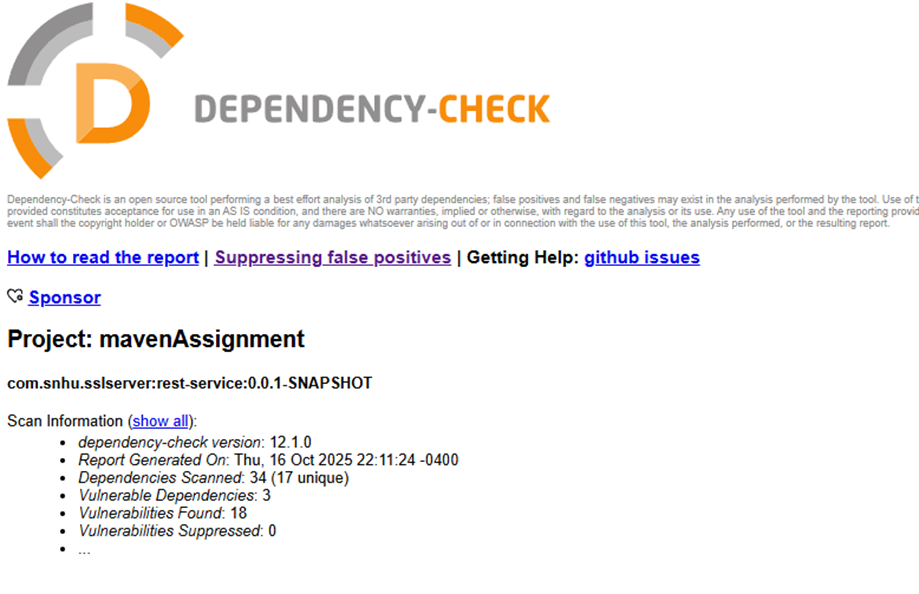 D
DEPENDENCY-CHECK
Dependency-Check is an open source tool performing a best effort analysis of 3rd party dependencies; false positives and false negatives may exist in the analysis performed by the tool. Use of t
provided constitutes acceptance for use in an AS IS condition, and there are NO warranties, implied or otherwise, with regard to the analysis or its use. Any use of the tool and the reporting provid
event shall the copyright holder or OWASP be held liable for any damages whatsoever arising out of or in connection with the use of this tool, the analysis performed, or the resulting report.
How to read the report | Suppressing false positives | Getting Help: github issues
Sponsor
Project: mavenAssignment
com.snhu.sslserver:rest-service:0.0.1-SNAPSHOT
Scan Information (show all):
• dependency-check version: 12.1.0
• Report Generated On: Thu, 16 Oct 2025 22:11:24 -0400
• Dependencies Scanned: 34 (17 unique)
• Vulnerable Dependencies: 3
• Vulnerabilities Found: 18
• Vulnerabilities Suppressed: 0
• ...